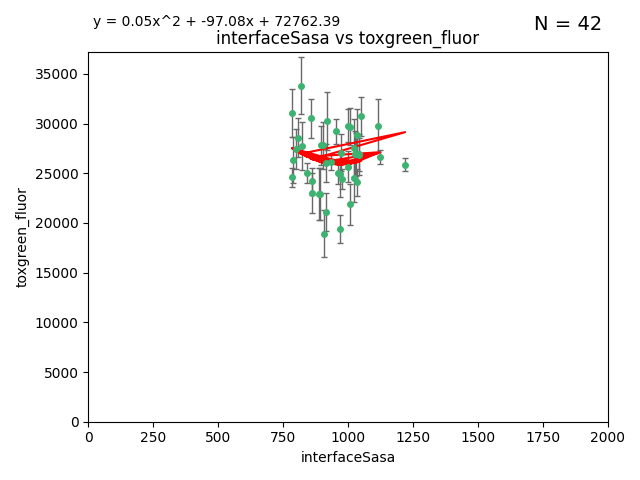 y = 0.05x^2 + -97.08x + 72762.39
N = 42
interfaceSasa vs toxgreen_fluor
toxgreen_fluor
35000
30000
25000
20000
15000
10000
5000
0
0 250 500 750 1000 1250 1500 1750 2000
interfaceSasa